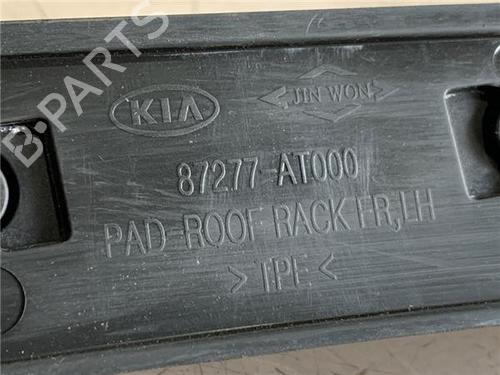 B-PARTS
KIA JIN WON
87277-AT000
PAD-ROOF RACK FR,LH
>TPE<